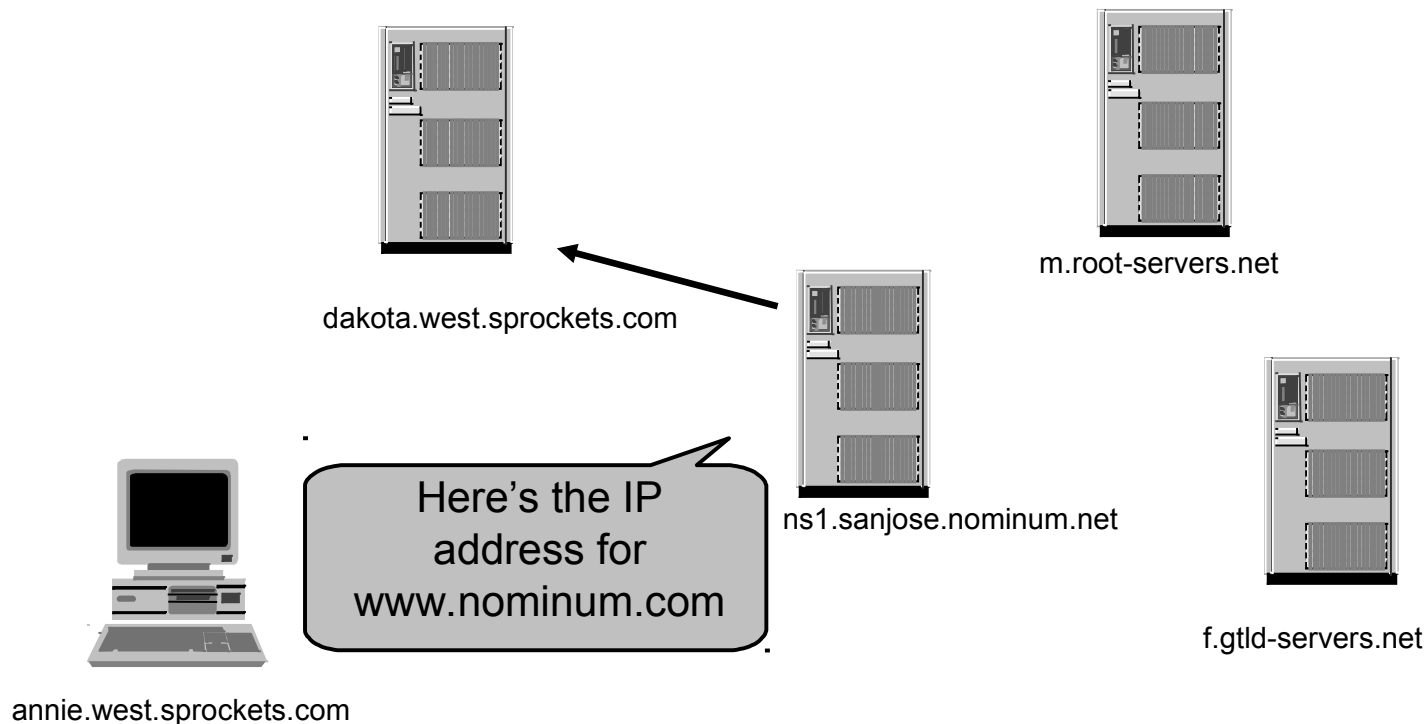 m.root-servers.net
dakota.west.sprockets.com
Here’s the IP
address for
www.nominum.com
ns1.sanjose.nominum.net
f.gtld-servers.net
annie.west.sprockets.com